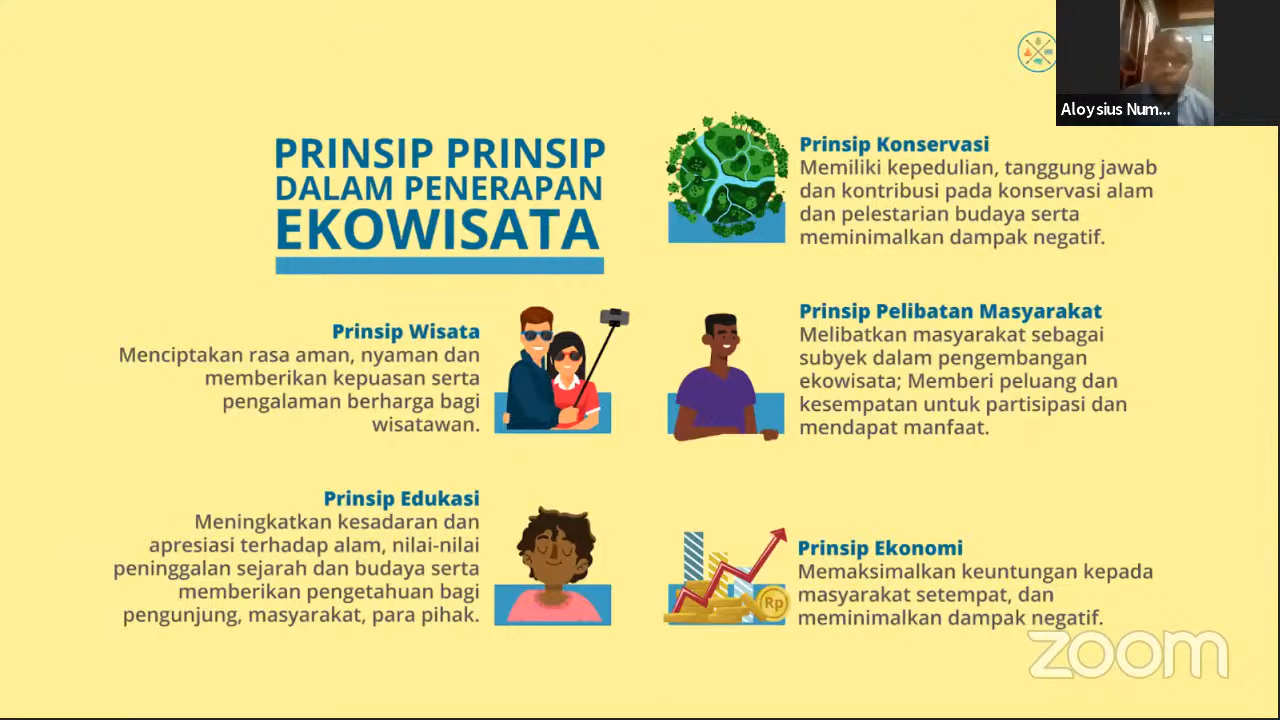 PRINSIP PRINSIP
DALAM PENERAPAN
EKOWISATA
Prinsip Wisata
Menciptakan rasa aman, nyaman dan
memberikan kepuasan serta
pengalaman berharga bagi
wisatawan.
Prinsip Edukasi
Meningkatkan kesadaran dan
apresiasi terhadap alam, nilai-nilai
peninggalan sejarah dan budaya serta
memberikan pengetahuan bagi
pengunjung, masyarakat, para pihak.
Prinsip Konservasi
Memiliki kepedulian, tanggung jawab
dan kontribusi pada konservasi alam
dan pelestarian budaya serta
meminimalkan dampak negatif.
Prinsip Pelibatan Masyarakat
Melibatkan masyarakat sebagai
subyek dalam pengembangan
ekowisata; Memberi peluang dan
kesempatan untuk partisipasi dan
mendapat manfaat.
Rp
Prinsip Ekonomi
Memaksimalkan keuntungan kepada
masyarakat setempat, dan
meminimalkan dampak negatif.
Aloysius Num...
zoom